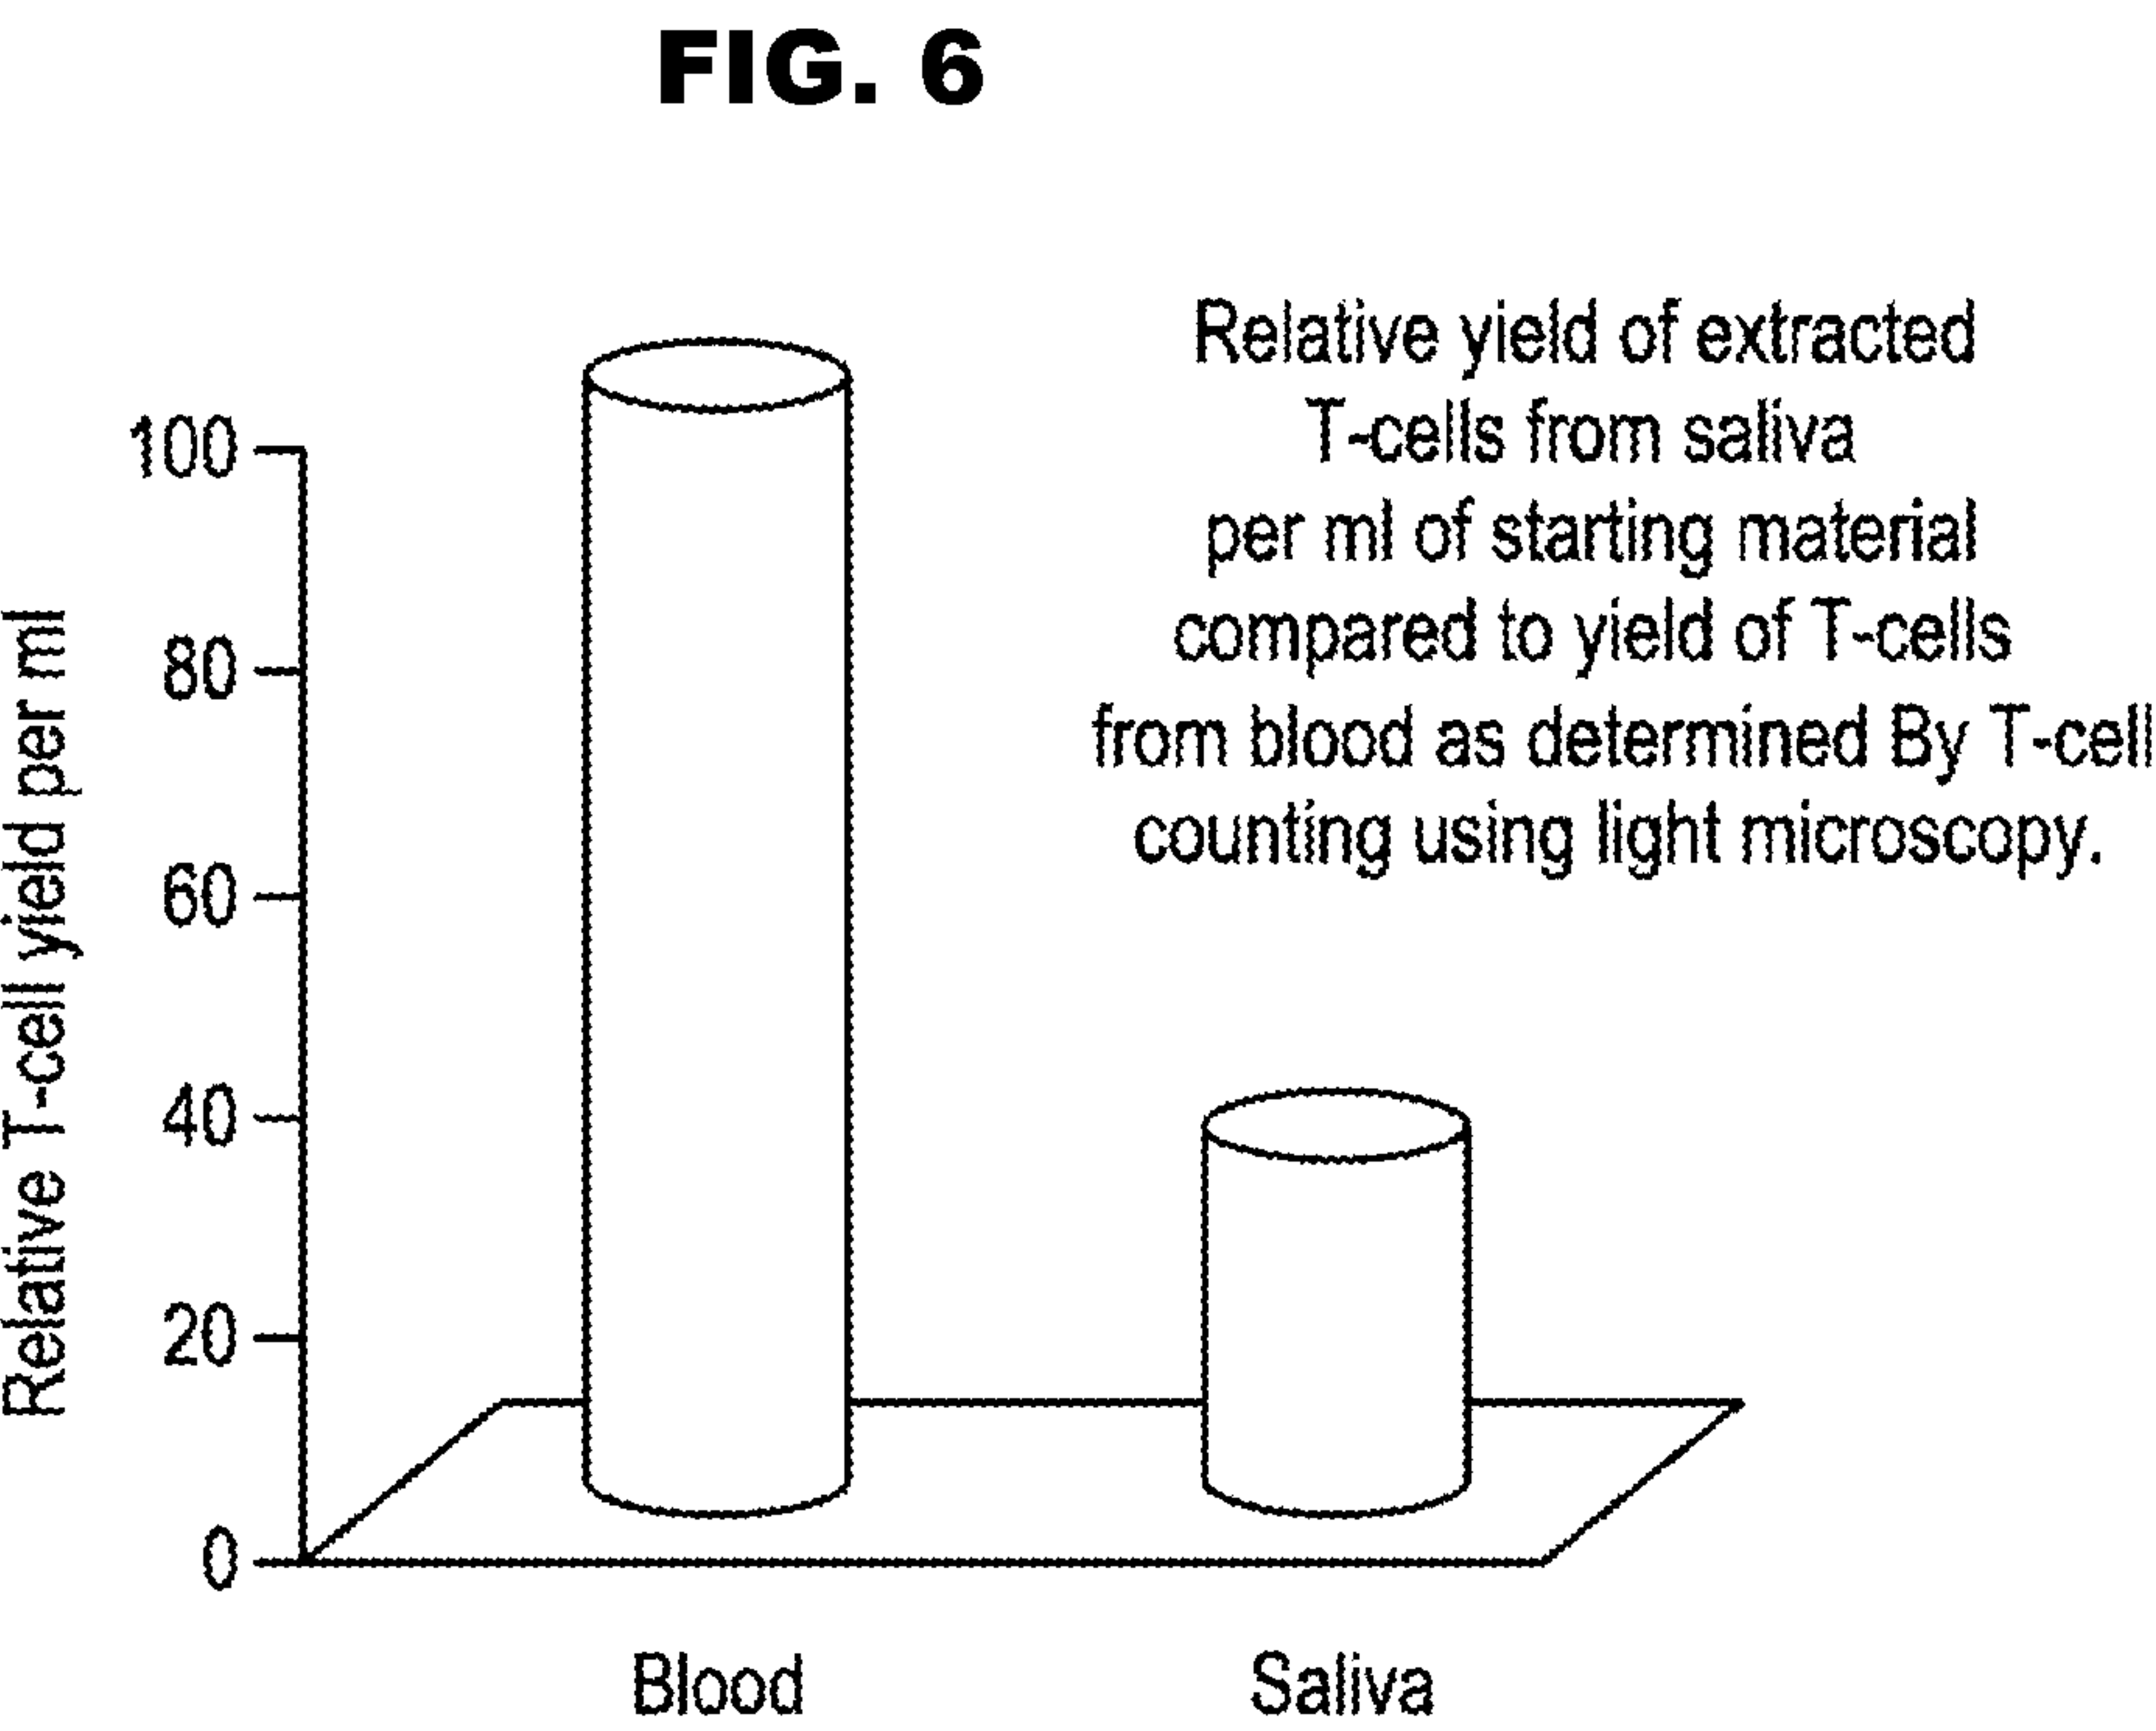 FIG. 6
Relative yield of extracted
T-cells from saliva
per ml of starting material
compared to yield of T-cells
from blood as determined By T-cell
counting using light microscopy.
Relative T-cell yield per ml
100
80
60
40
20
0
Blood
Saliva